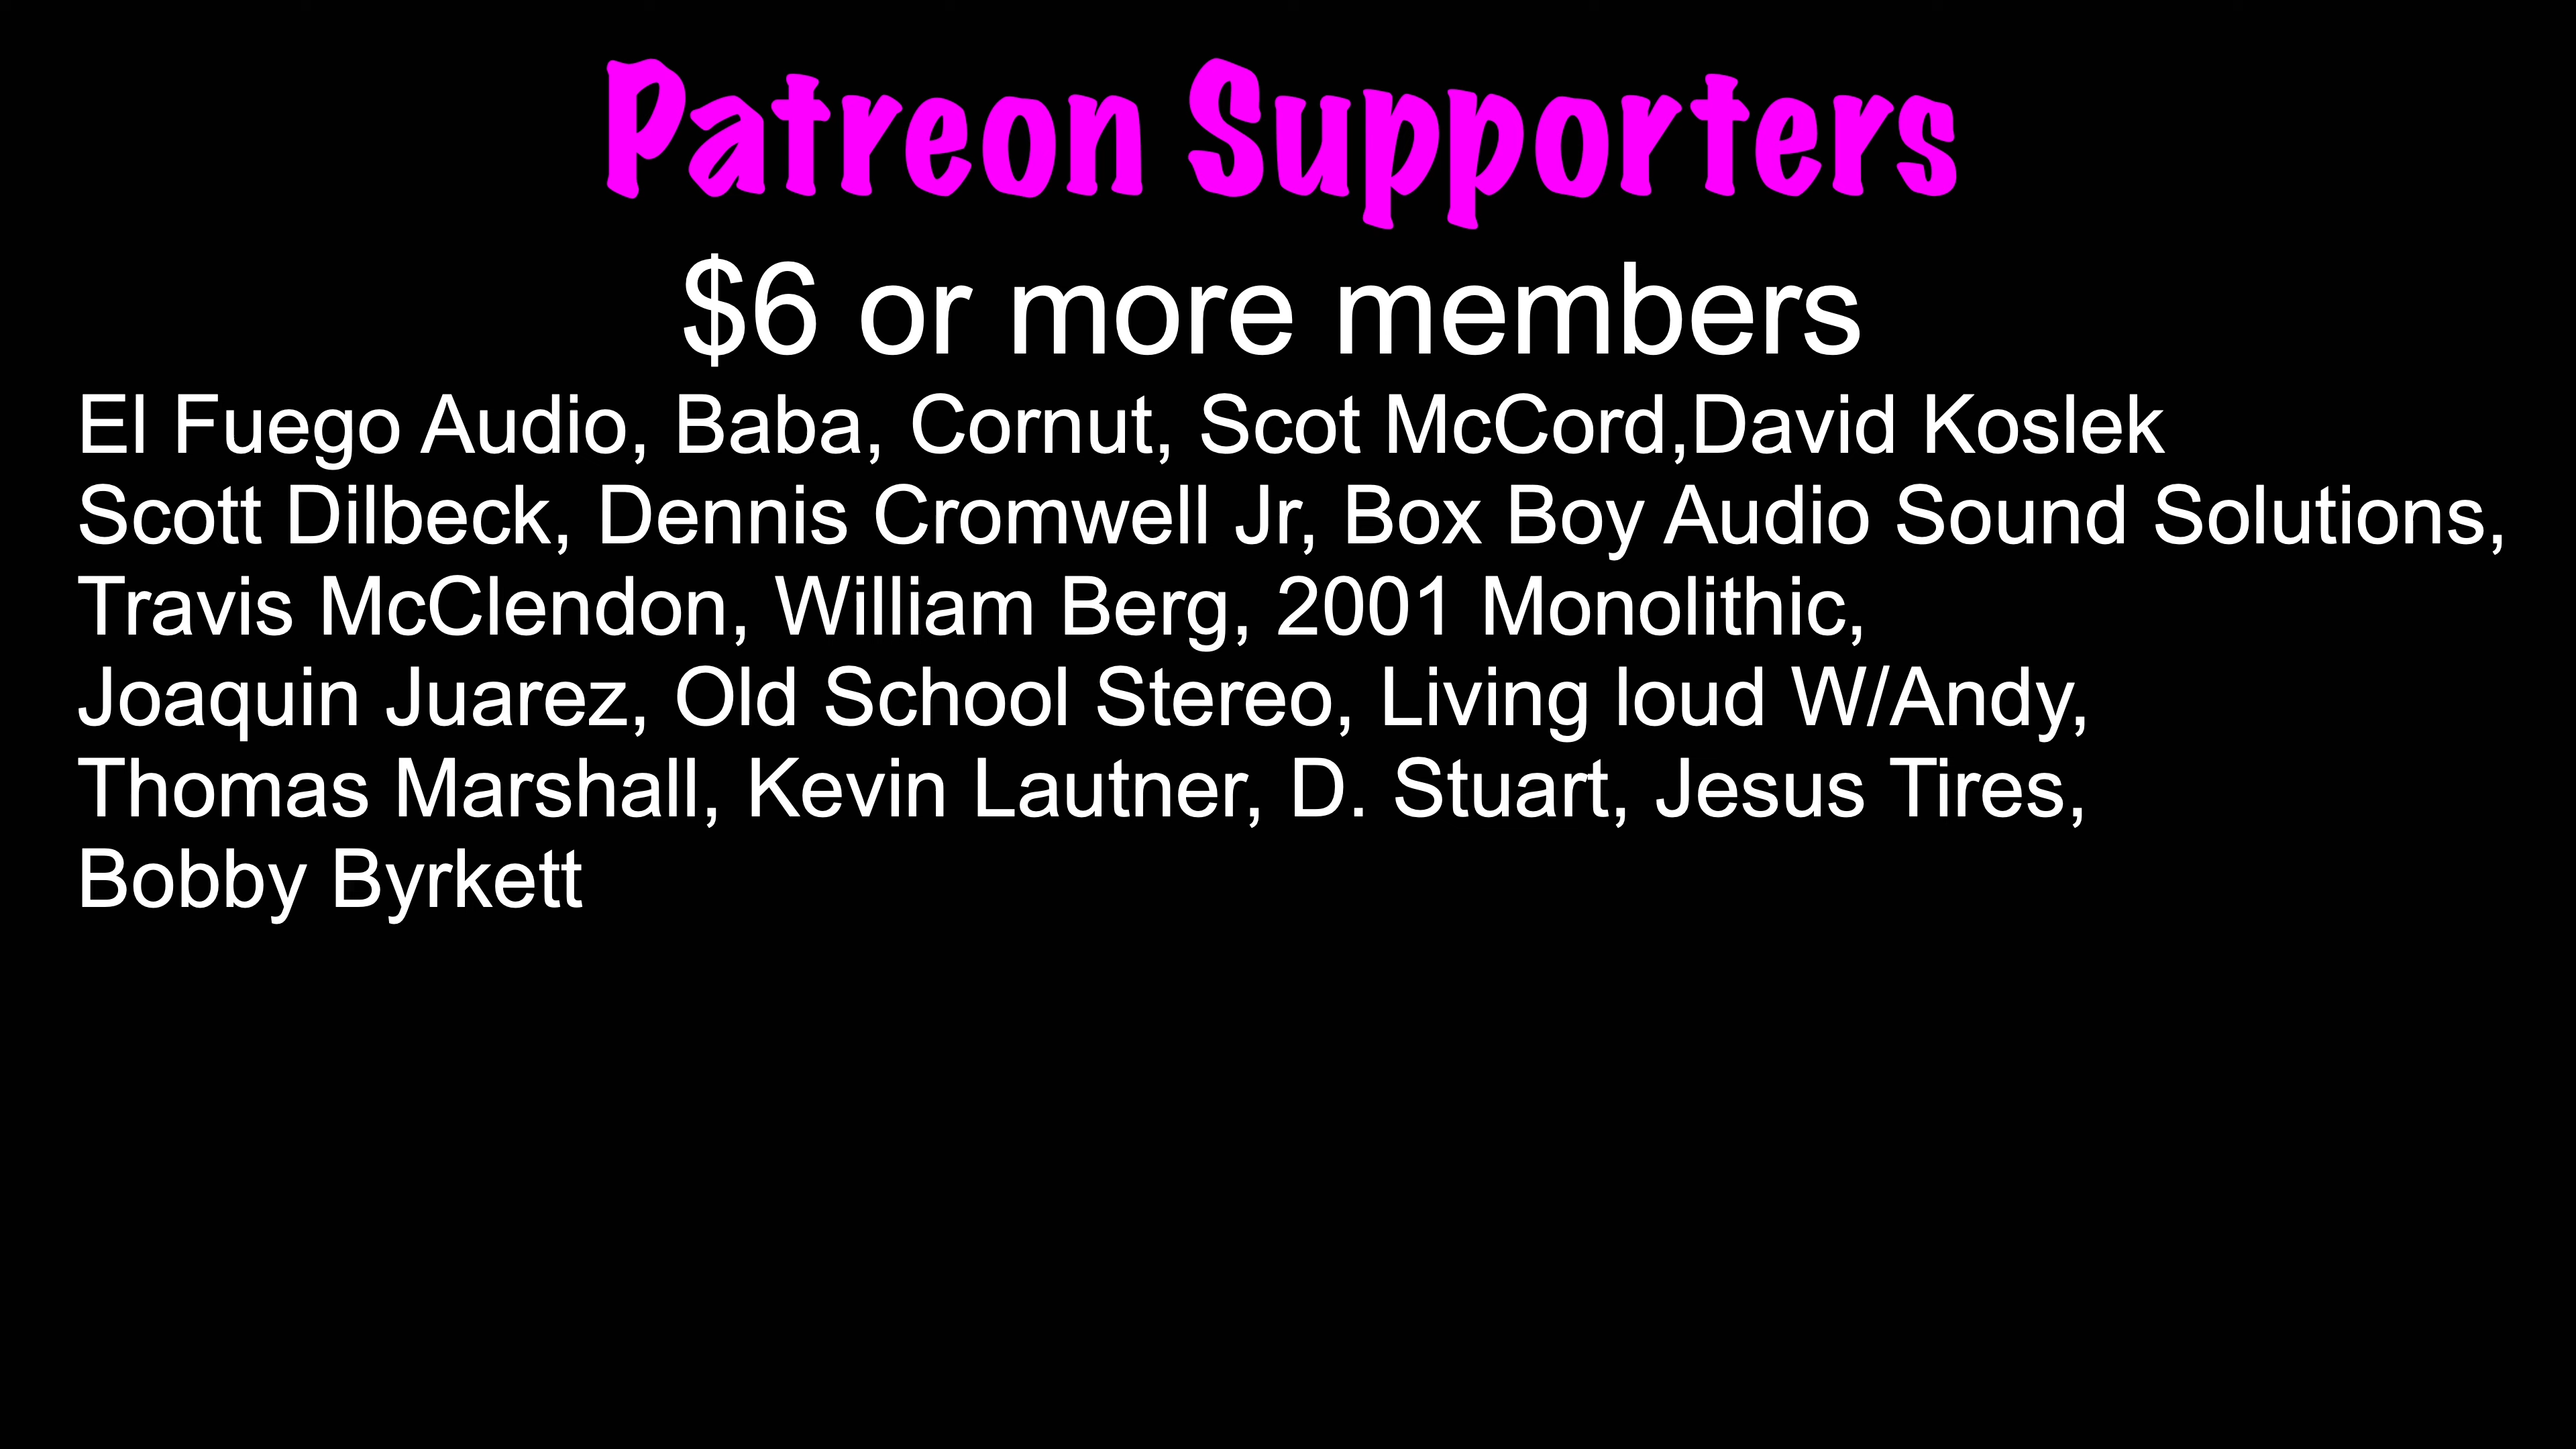 Patreon Supporters
$6 or more members
El Fuego Audio, Baba, Cornut, Scot McCord,David Koslek
Scott Dilbeck, Dennis Cromwell Jr, Box Boy Audio Sound Solutions,
Travis McClendon, William Berg, 2001 Monolithic,
Joaquin Juarez, Old School Stereo, Living loud W/Andy,
Thomas Marshall, Kevin Lautner, D. Stuart, Jesus Tires,
Bobby Byrkett